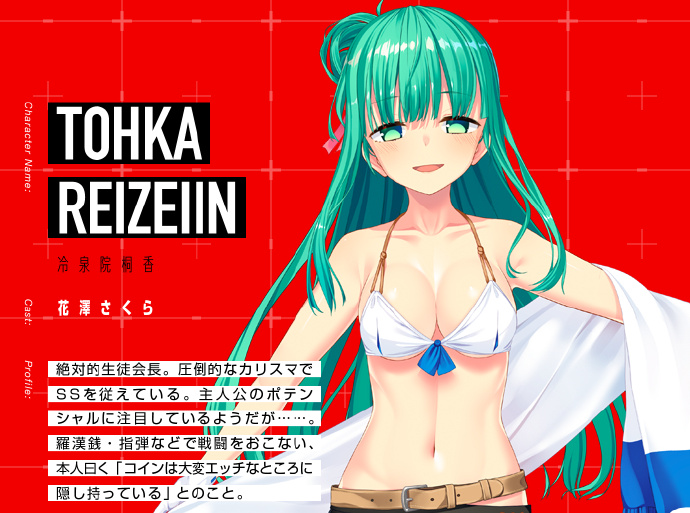 Character Name:
TOHKA
REIZEIIN
冷泉院桐香
Cast:
花澤さくら
Profile:
絶対的生徒会長。圧倒的なカリスマで
SSを従えている。主人公のポテン
シャルに注目しているようだが……。
羅漢銭・指弾などで戦闘をおこない、
本人曰く「コインは大変エッチなところに
隠し持っている」とのこと。